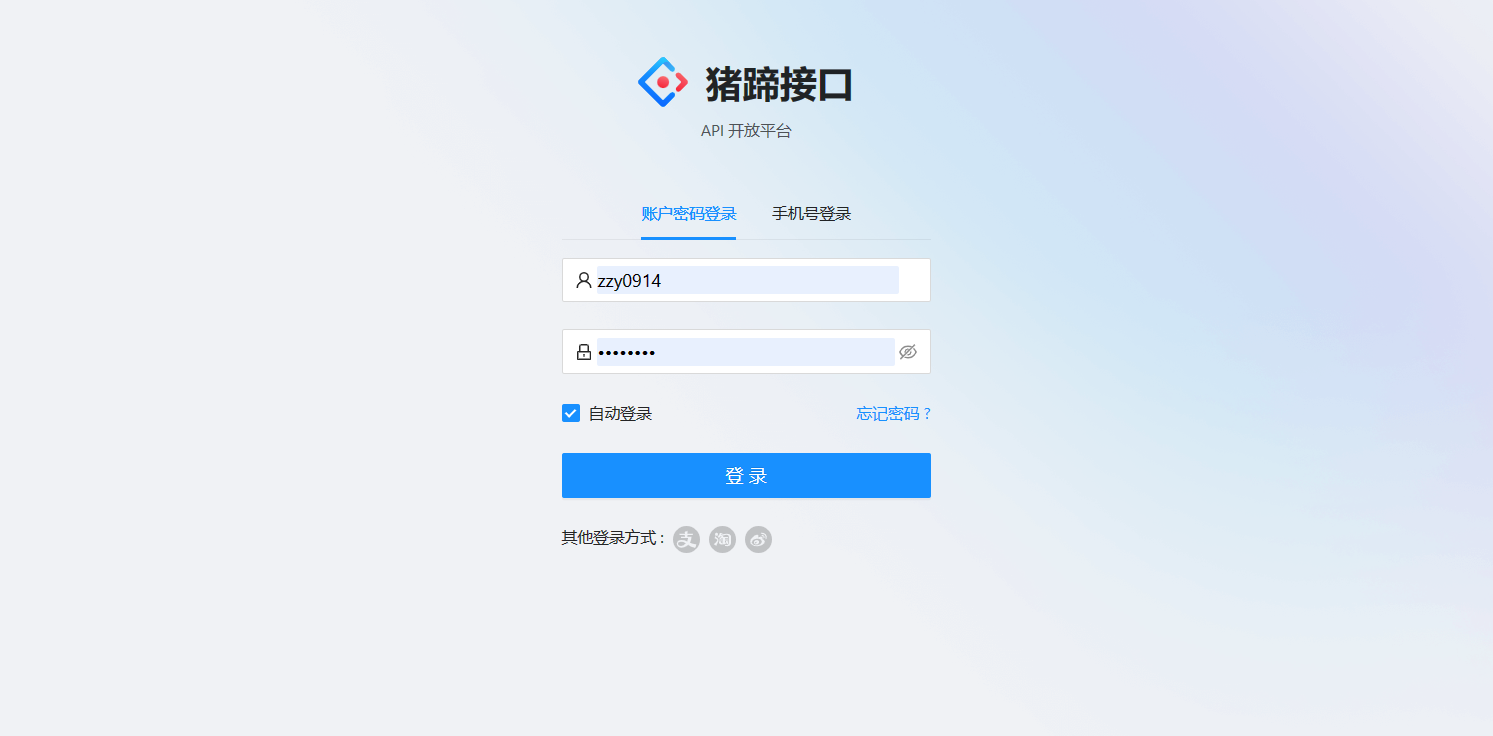 猪蹄接口
API 开放平台
账户密码登录 手机号登录
zzy0914
••••••••
自动登录 忘记密码 ?
登 录
其他登录方式 : 支 淘